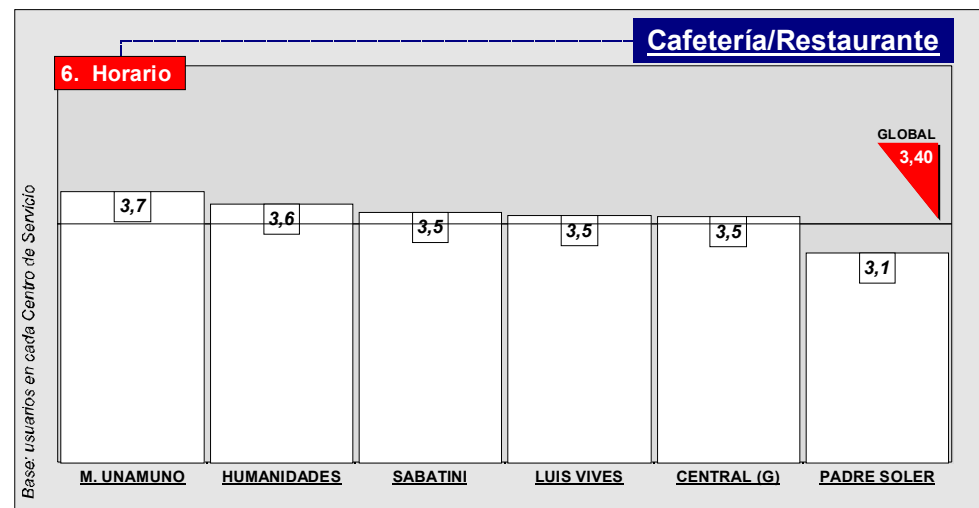 Cafetería/Restaurante
6. Horario
GLOBAL
3,40
3,7
3,6
3,5
3,5
3,5
3,1
Base: usuarios en cada Centro de Servicio
M. UNAMUNO
HUMANIDADES
SABATINI
LUIS VIVES
CENTRAL (G)
PADRE SOLER